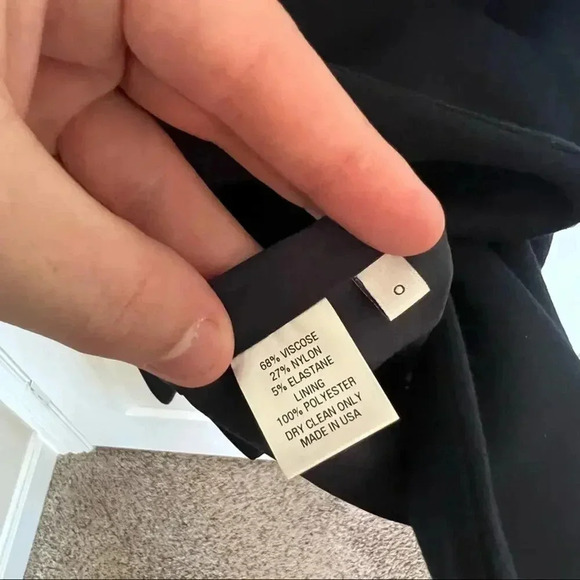 0
68% VISCOSE
27% NYLON
5% ELASTANE
LINING
100% POLYESTER
DRY CLEAN ONLY
MADE IN USA